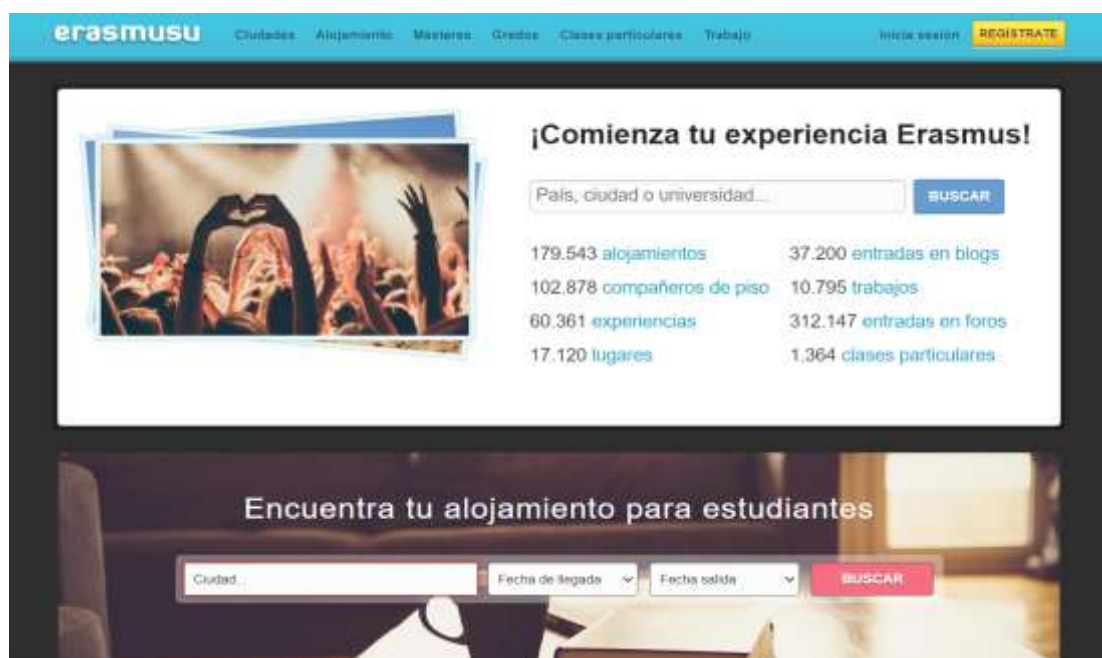 erasmusu Ciudades Alojamiento Másteres Grados Clases particulares Trabajo Inicia sesión REGÍSTRATE
¡Comienza tu experiencia Erasmus!
País, ciudad o universidad... BUSCAR
179.543 alojamientos 37.200 entradas en blogs
102.878 compañeros de piso 10.795 trabajos
60.361 experiencias 312.147 entradas en foros
17.120 lugares 1.364 clases particulares
Encuentra tu alojamiento para estudiantes
Ciudad... Fecha de llegada Fecha salida BUSCAR